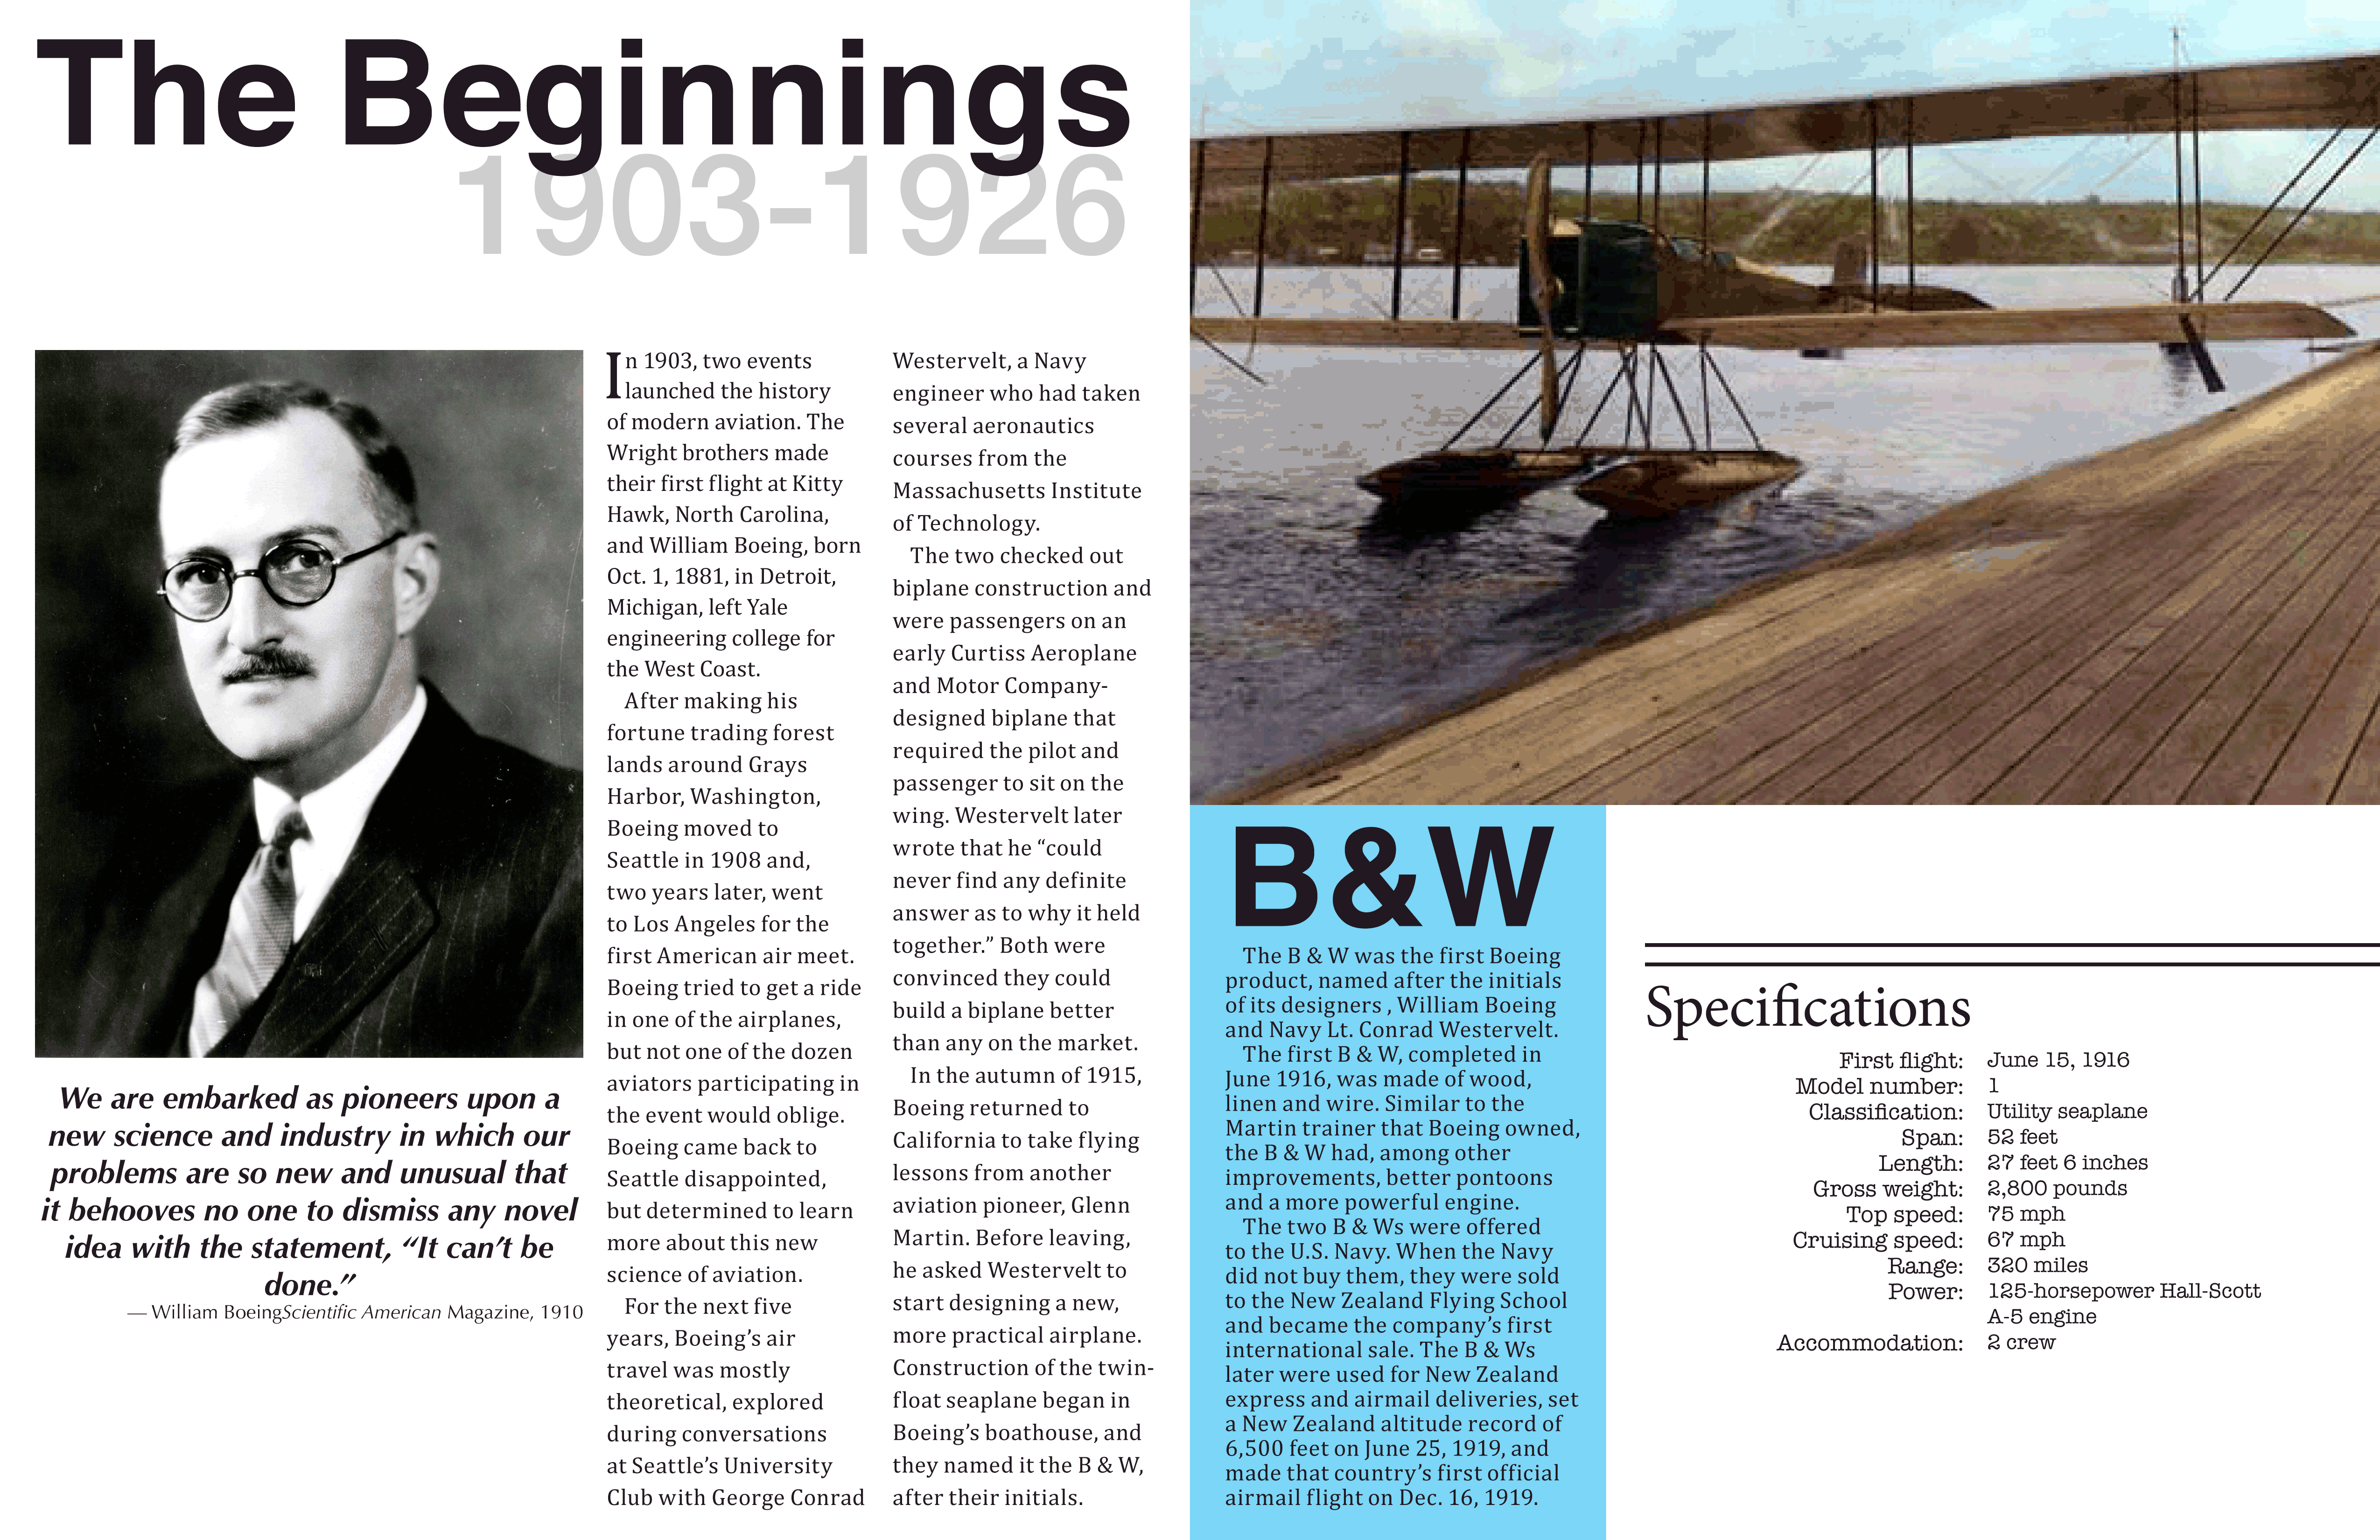 The Beginnings
1903-1926
In 1903, two events
launched the history
of modern aviation. The
Wright brothers made
their first flight at Kitty
Hawk, North Carolina,
and William Boeing, born
Oct. 1, 1881, in Detroit,
Michigan, left Yale
engineering college for
the West Coast.
After making his
fortune trading forest
lands around Grays
Harbor, Washington,
Boeing moved to
Seattle in 1908 and,
two years later, went
to Los Angeles for the
first American air meet.
Boeing tried to get a ride
in one of the airplanes,
but not one of the dozen
aviators participating in
the event would oblige.
Boeing came back to
Seattle disappointed,
but determined to learn
more about this new
science of aviation.
For the next five
years, Boeing’s air
travel was mostly
theoretical, explored
during conversations
at Seattle’s University
Club with George Conrad
Westervelt, a Navy
engineer who had taken
several aeronautics
courses from the
Massachusetts Institute
of Technology.
The two checked out
biplane construction and
were passengers on an
early Curtiss Aeroplane
and Motor Company-
designed biplane that
required the pilot and
passenger to sit on the
wing. Westervelt later
wrote that he “could
never find any definite
answer as to why it held
together.” Both were
convinced they could
build a biplane better
than any on the market.
In the autumn of 1915,
Boeing returned to
California to take flying
lessons from another
aviation pioneer, Glenn
Martin. Before leaving,
he asked Westervelt to
start designing a new,
more practical airplane.
Construction of the twin-
float seaplane began in
Boeing’s boathouse, and
they named it the B & W,
after their initials.
We are embarked as pioneers upon a
new science and industry in which our
problems are so new and unusual that
it behooves no one to dismiss any novel
idea with the statement, “It can’t be
done.”
— William BoeingScientific American Magazine, 1910
B&W
The B & W was the first Boeing
product, named after the initials
of its designers , William Boeing
and Navy Lt. Conrad Westervelt.
The first B & W, completed in
June 1916, was made of wood,
linen and wire. Similar to the
Martin trainer that Boeing owned,
the B & W had, among other
improvements, better pontoons
and a more powerful engine.
The two B & Ws were offered
to the U.S. Navy. When the Navy
did not buy them, they were sold
to the New Zealand Flying School
and became the company’s first
international sale. The B & Ws
later were used for New Zealand
express and airmail deliveries, set
a New Zealand altitude record of
6,500 feet on June 25, 1919, and
made that country’s first official
airmail flight on Dec. 16, 1919.
Specifications
First flight: June 15, 1916
Model number: 1
Classification: Utility seaplane
Span: 52 feet
Length: 27 feet 6 inches
Gross weight: 2,800 pounds
Top speed: 75 mph
Cruising speed: 67 mph
Range: 320 miles
Power: 125-horsepower Hall-Scott
A-5 engine
Accommodation: 2 crew